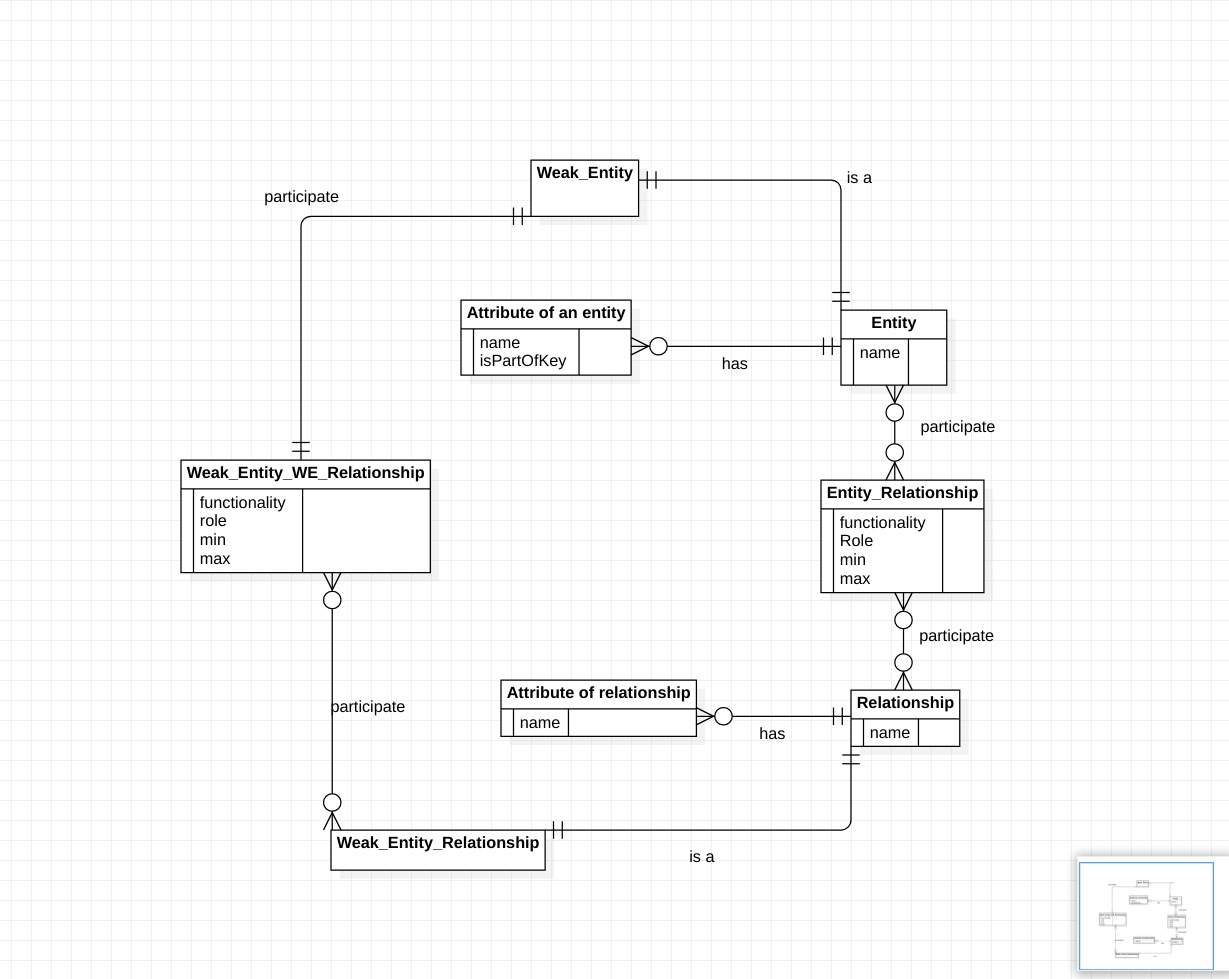 Weak_Entity
is a
participate
Attribute of an entity
name
isPartOfKey
has
Entity
name
participate
Weak_Entity_WE_Relationship
functionality
role
min
max
Entity_Relationship
functionality
Role
min
max
participate
participate
Attribute of relationship
name
has
Relationship
name
Weak_Entity_Relationship
is a